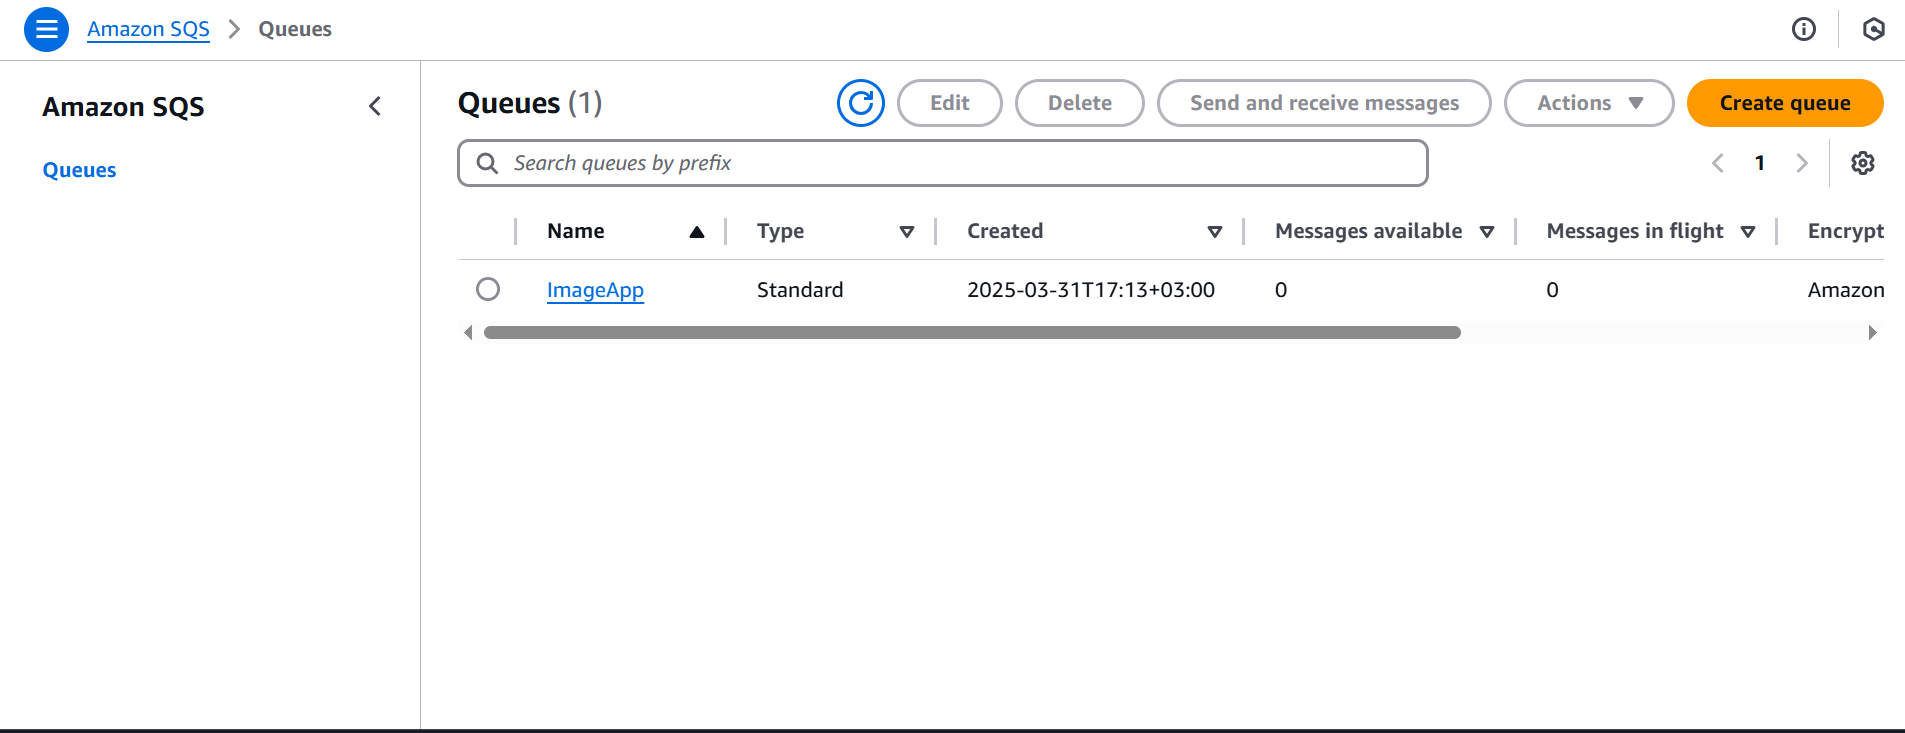 Amazon SQS > Queues
Amazon SQS
Queues
Queues (1)
Edit
Delete
Send and receive messages
Actions
Create queue
Search queues by prefix
1
Name Type Created Messages available Messages in flight Encrypt
ImageApp Standard 2025-03-31T17:13+03:00 0 0 Amazon